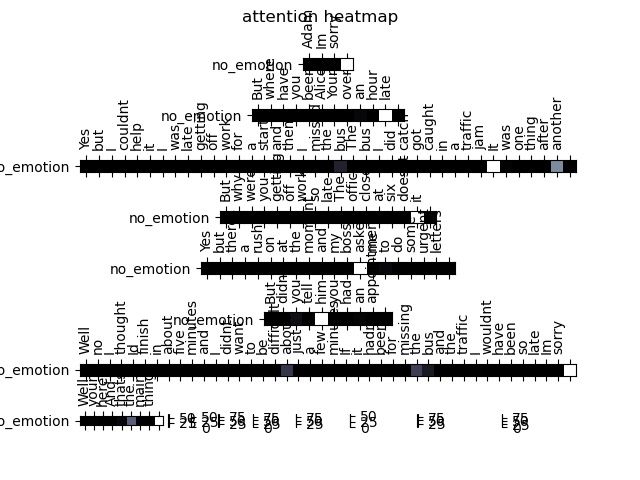 attention heatmap
Adam Im sorry
no_emotion
But where have you been Alice Your over an hour late
no_emotion
Yes but I couldnt help it I was late getting off work for a start and then I missed the bus The bus I did catch got caught in a traffic jam It was one thing after another
no_emotion
But why were you getting off work so late The office closes at six doesnt it
no_emotion
Yes but there a rush on at the moment and my boss asked me to do some urgent letters
no_emotion
But didnt you tell him you had an appointment
no_emotion
Well no I thought Id finish in about five minutes and I didnt want to be difficult about just a few minutes If it hadnt been for missing the bus and the traffic I wouldnt have been so late Im sorry
no_emotion
Well your here And thats the main thing
no_emotion